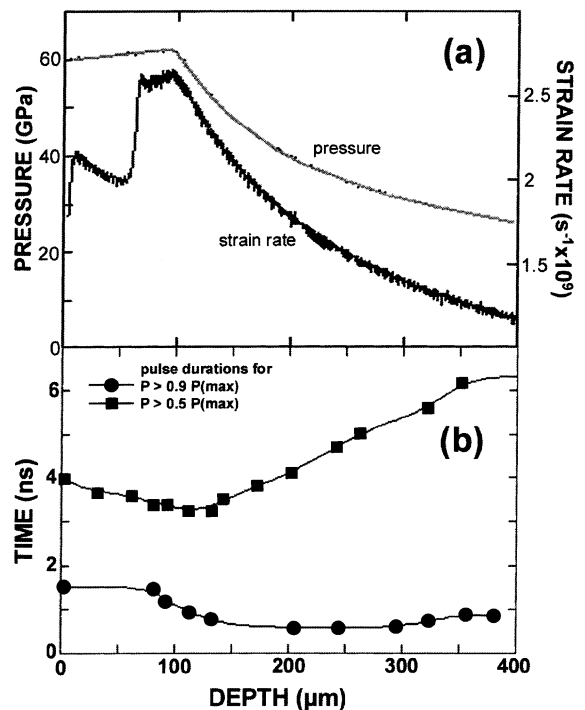 (a)
PRESSURE (GPa)
60
40
20
0
STRAIN RATE (s⁻¹x10⁹)
2.5
2
1.5
pressure
strain rate
(b)
pulse durations for
P > 0.9 P(max)
P > 0.5 P(max)
TIME (ns)
6
4
2
0
0 100 200 300 400
DEPTH (µm)